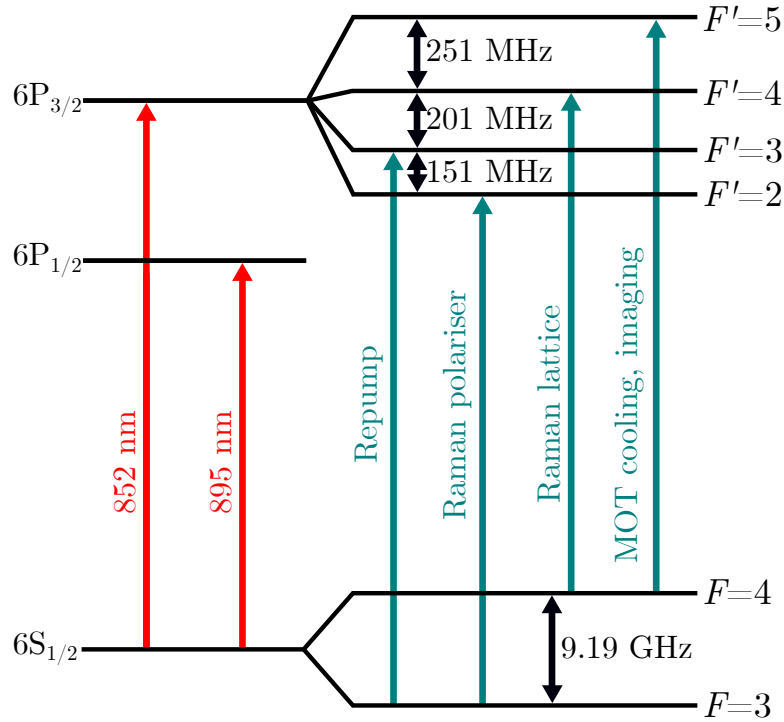 F′=5
251 MHz
6P3/2
F′=4
201 MHz
F′=3
151 MHz
F′=2
6P1/2
852 nm
895 nm
Repump
Raman polariser
Raman lattice
MOT cooling, imaging
F=4
6S1/2
9.19 GHz
F=3